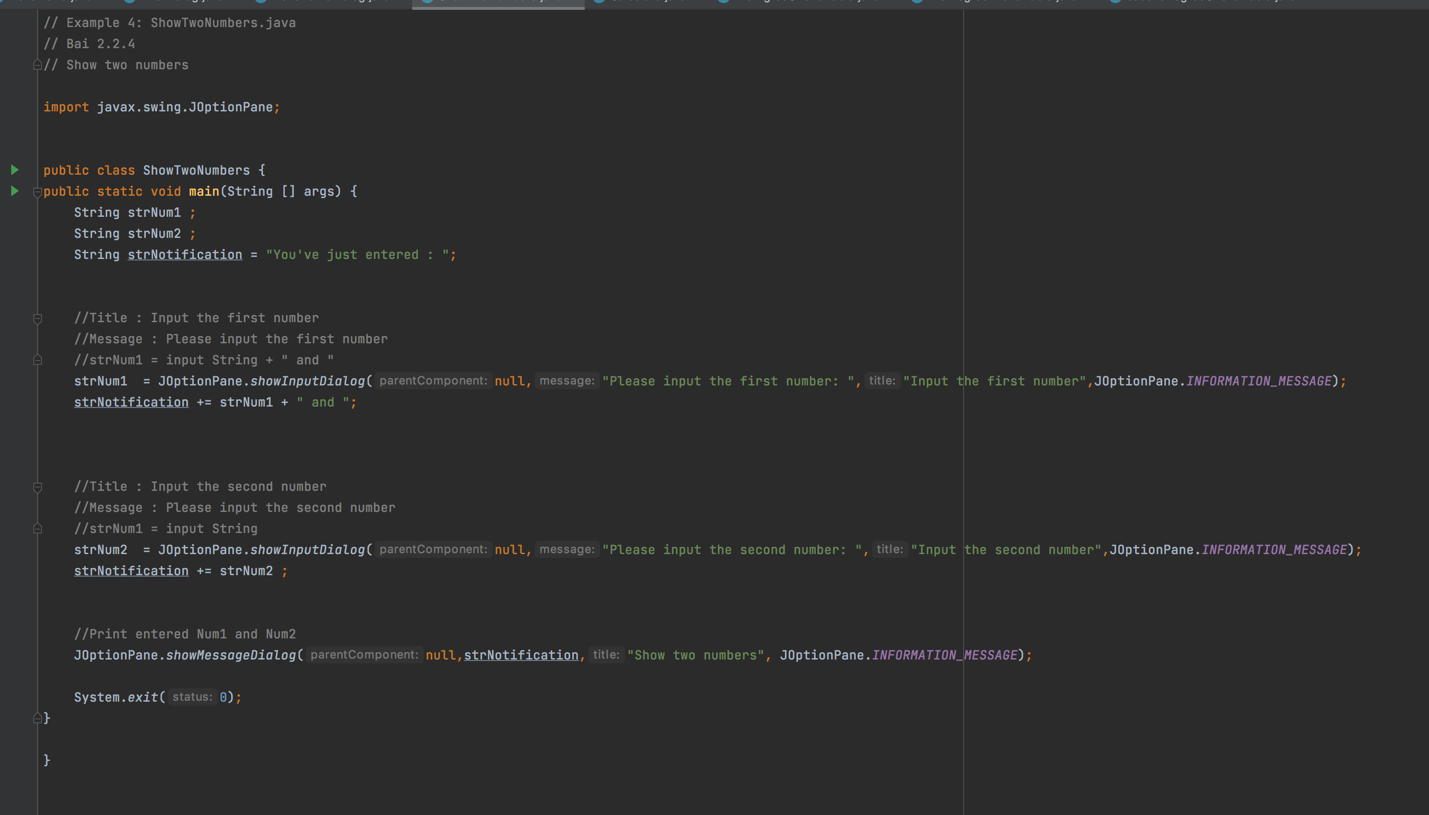 // Example 4: ShowTwoNumbers.java
// Bai 2.2.4
// Show two numbers
import javax.swing.JOptionPane;
public class ShowTwoNumbers {
public static void main(String [] args) {
String strNum1 ;
String strNum2 ;
String strNotification = "You've just entered : ";
//Title : Input the first number
//Message : Please input the first number
//strNum1 = input String + " and "
strNum1  = JOptionPane.showInputDialog( parentComponent: null, message: "Please input the first number: ", title: "Input the first number",JOptionPane.INFORMATION_MESSAGE);
strNotification += strNum1 + " and ";
//Title : Input the second number
//Message : Please input the second number
//strNum1 = input String
strNum2  = JOptionPane.showInputDialog( parentComponent: null, message: "Please input the second number: ", title: "Input the second number",JOptionPane.INFORMATION_MESSAGE);
strNotification += strNum2 ;
//Print entered Num1 and Num2
JOptionPane.showMessageDialog( parentComponent: null,strNotification, title: "Show two numbers", JOptionPane.INFORMATION_MESSAGE);
System.exit( status: 0);
}
}